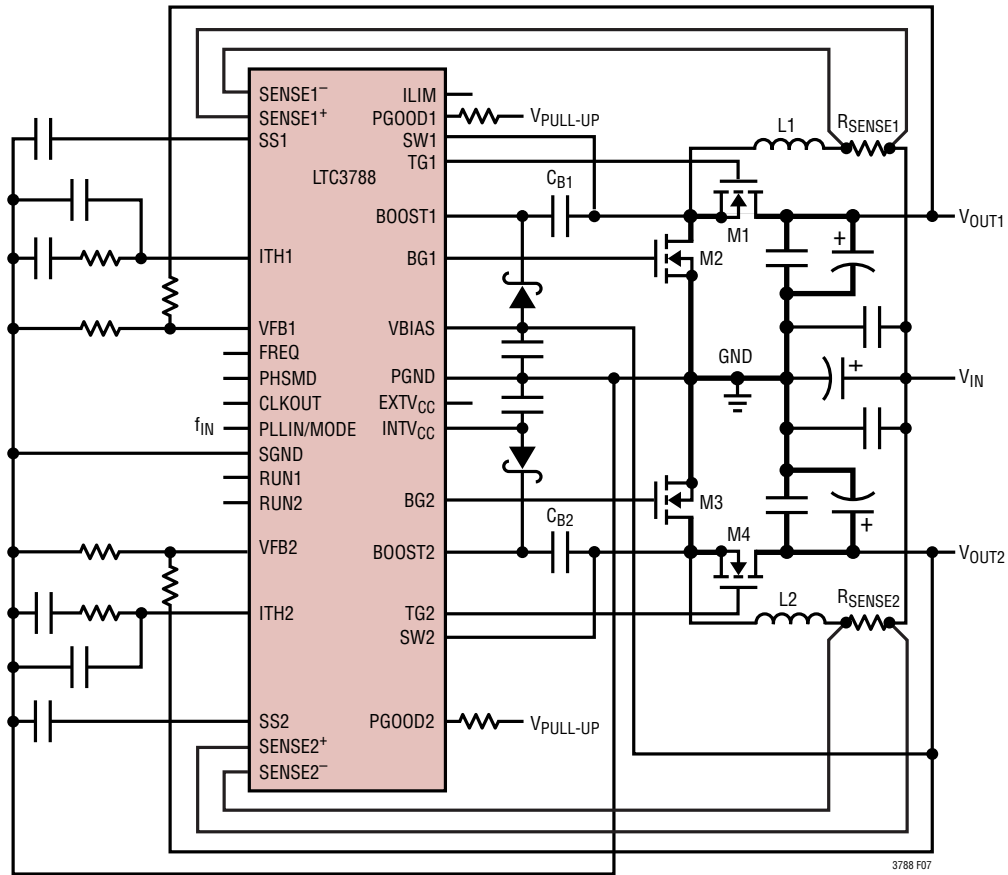 SENSE1–
SENSE1+
SS1
LTC3788
ITH1
VFB1
FREQ
PHSMD
CLKOUT
fIN
PLLIN/MODE
SGND
RUN1
RUN2
VFB2
ITH2
SS2
SENSE2+
SENSE2–
ILIM
PGOOD1
VPULL-UP
SW1
TG1
BOOST1
BG1
VBIAS
PGND
EXTVCC
INTVCC
BG2
BOOST2
TG2
SW2
PGOOD2
VPULL-UP
CB1
CB2
L1
RSENSE1
M1
M2
VOUT1
+
GND
+
VIN
M3
M4
+
VOUT2
L2
RSENSE2
3788 F07